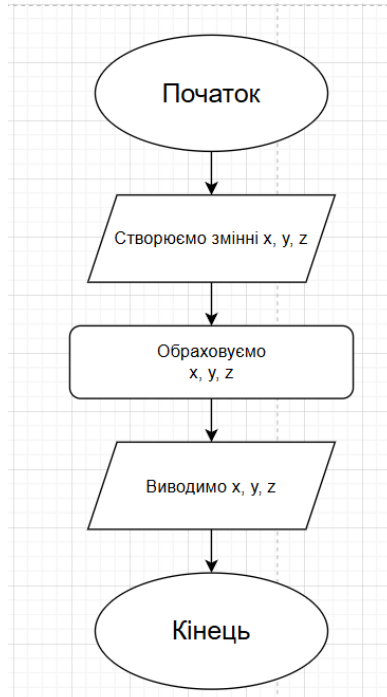 Початок
Створюємо змінні x, y, z
Обраховуємо
x, y, z
Виводимо x, y, z
Кінець